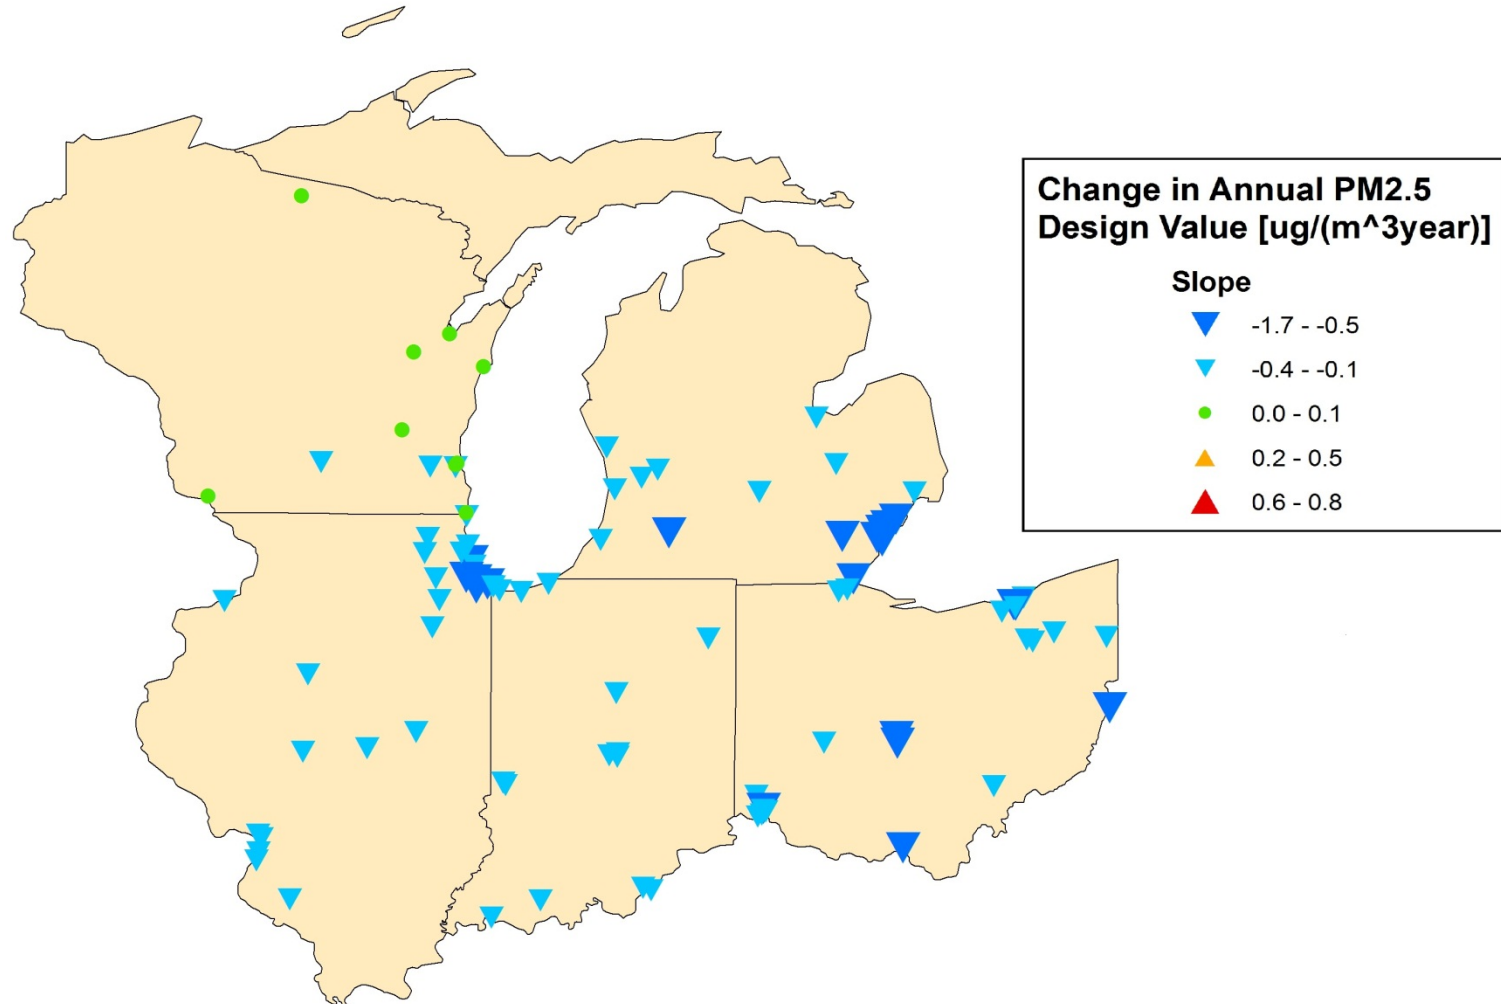 Change in Annual PM2.5
Design Value [ug/(m^3year)]
Slope
-1.7 - -0.5
-0.4 - -0.1
0.0 - 0.1
0.2 - 0.5
0.6 - 0.8